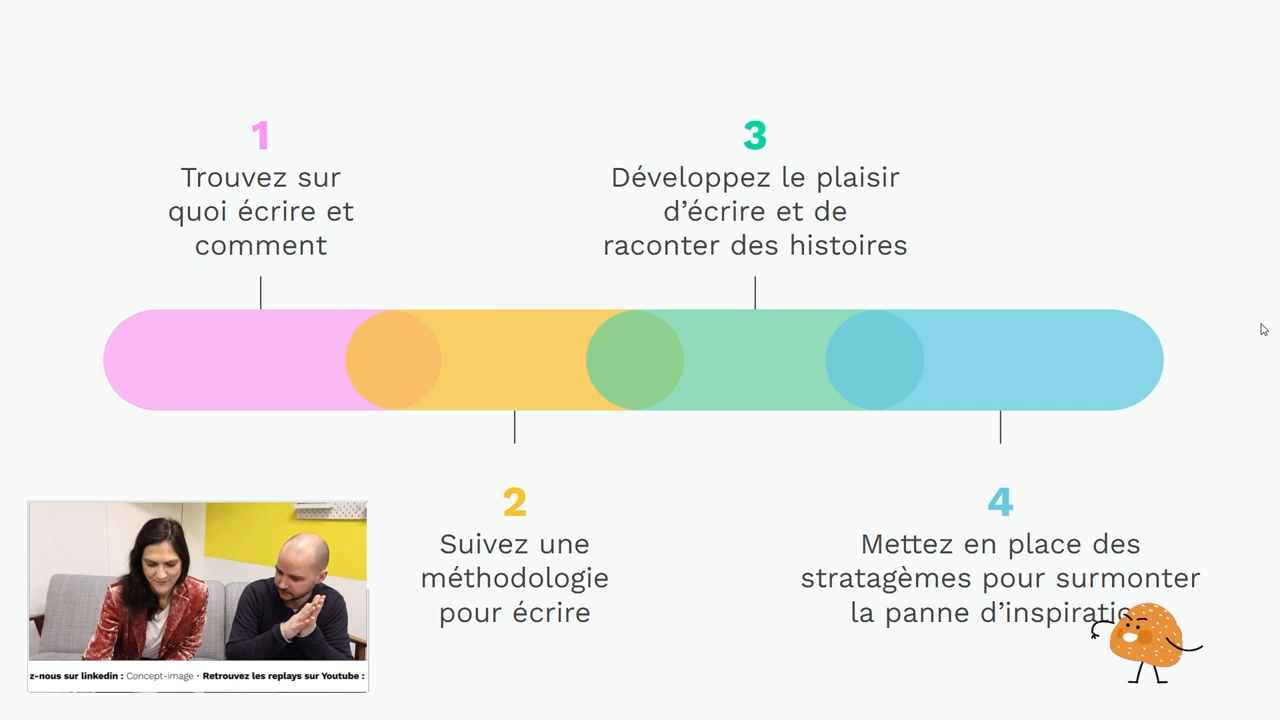 1
Trouvez sur
quoi écrire et
comment
3
Développez le plaisir
d’écrire et de
raconter des histoires
2
Suivez une
méthodologie
pour écrire
4
Mettez en place des
stratagèmes pour surmonter
la panne
z-nous sur linkedin : Concept-image · Retrouvez les replays sur Youtube :